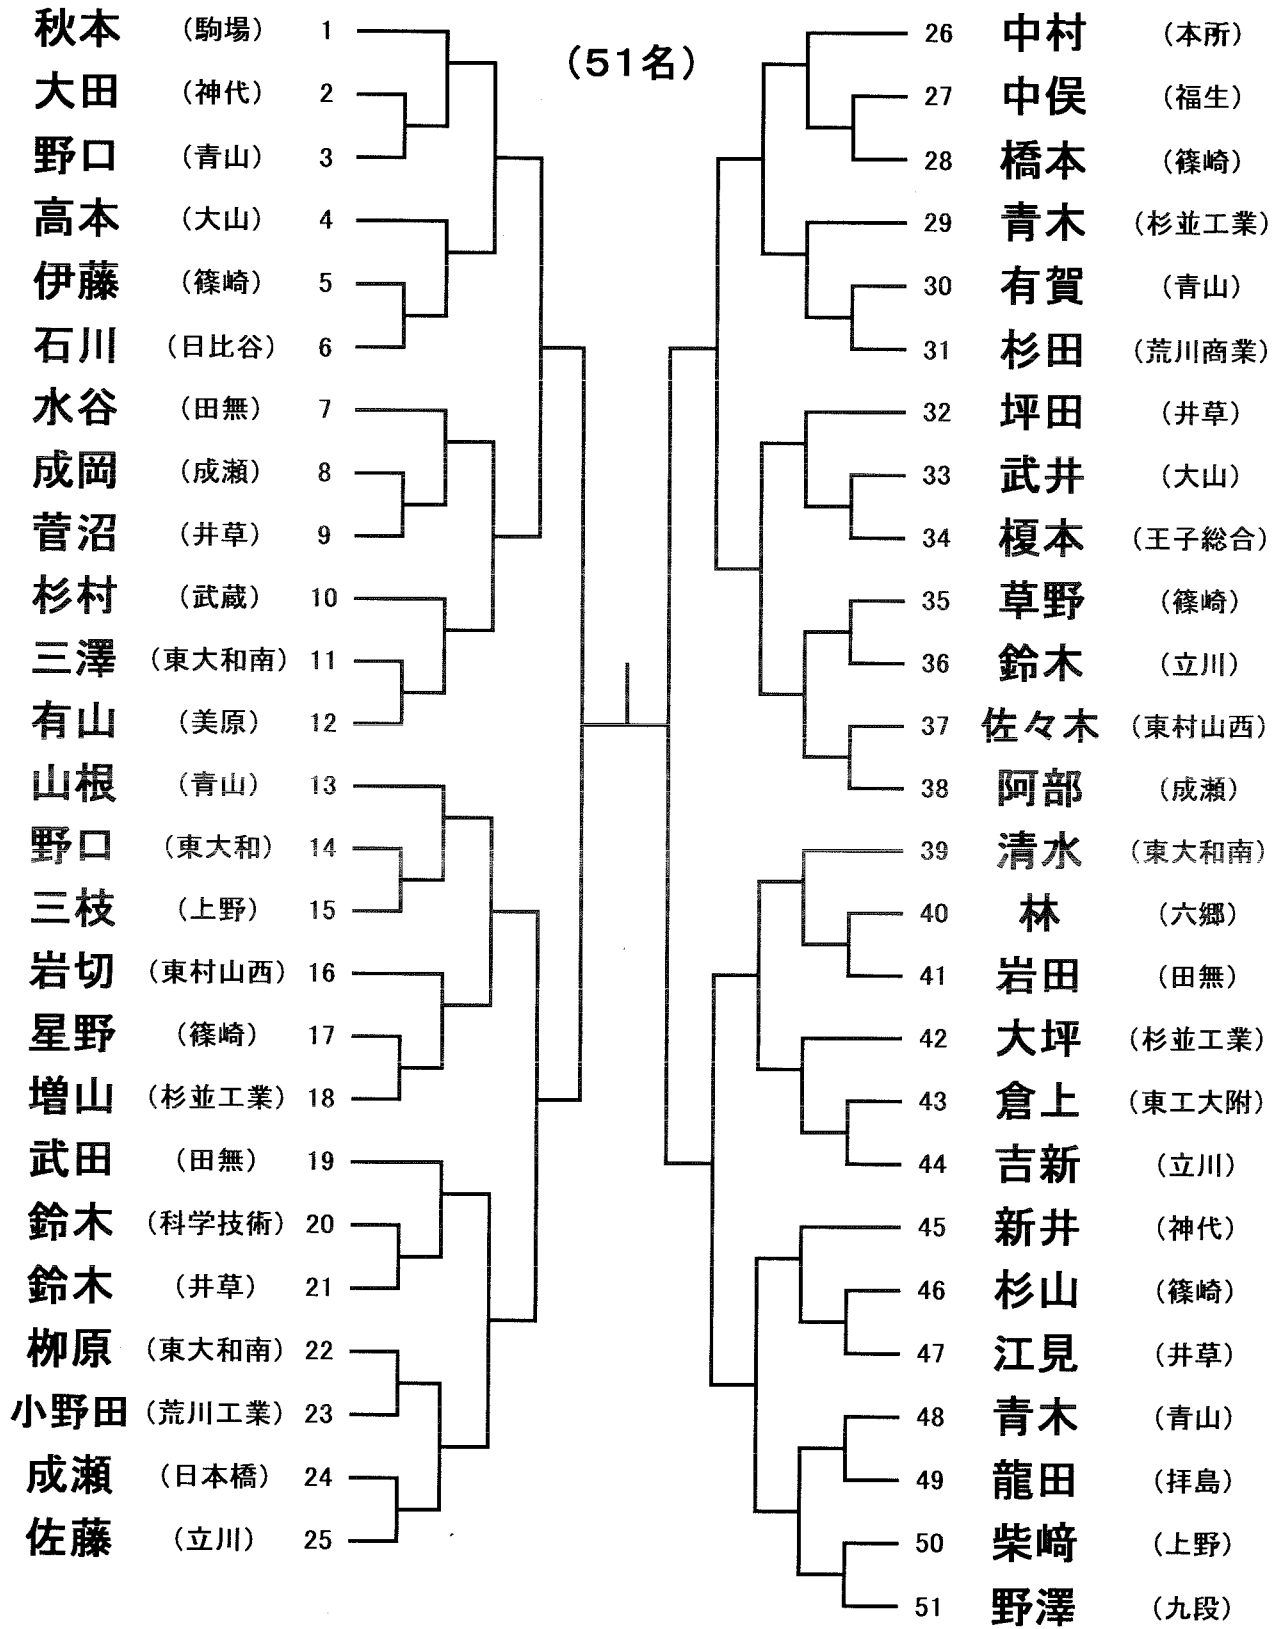 （51名）
秋本 （駒場） 1
大田 （神代） 2
野口 （青山） 3
高本 （大山） 4
伊藤 （篠崎） 5
石川 （日比谷） 6
水谷 （田無） 7
成岡 （成瀬） 8
菅沼 （井草） 9
杉村 （武蔵） 10
三澤 （東大和南） 11
有山 （美原） 12
山根 （青山） 13
野口 （東大和） 14
三枝 （上野） 15
岩切 （東村山西） 16
星野 （篠崎） 17
増山 （杉並工業） 18
武田 （田無） 19
鈴木 （科学技術） 20
鈴木 （井草） 21
栁原 （東大和南） 22
小野田 （荒川工業） 23
成瀬 （日本橋） 24
佐藤 （立川） 25
26 中村 （本所）
27 中俣 （福生）
28 橋本 （篠崎）
29 青木 （杉並工業）
30 有賀 （青山）
31 杉田 （荒川商業）
32 坪田 （井草）
33 武井 （大山）
34 榎本 （王子総合）
35 草野 （篠崎）
36 鈴木 （立川）
37 佐々木 （東村山西）
38 阿部 （成瀬）
39 清水 （東大和南）
40 林 （六郷）
41 岩田 （田無）
42 大坪 （杉並工業）
43 倉上 （東工大附）
44 吉新 （立川）
45 新井 （神代）
46 杉山 （篠崎）
47 江見 （井草）
48 青木 （青山）
49 龍田 （拝島）
50 柴﨑 （上野）
51 野澤 （九段）